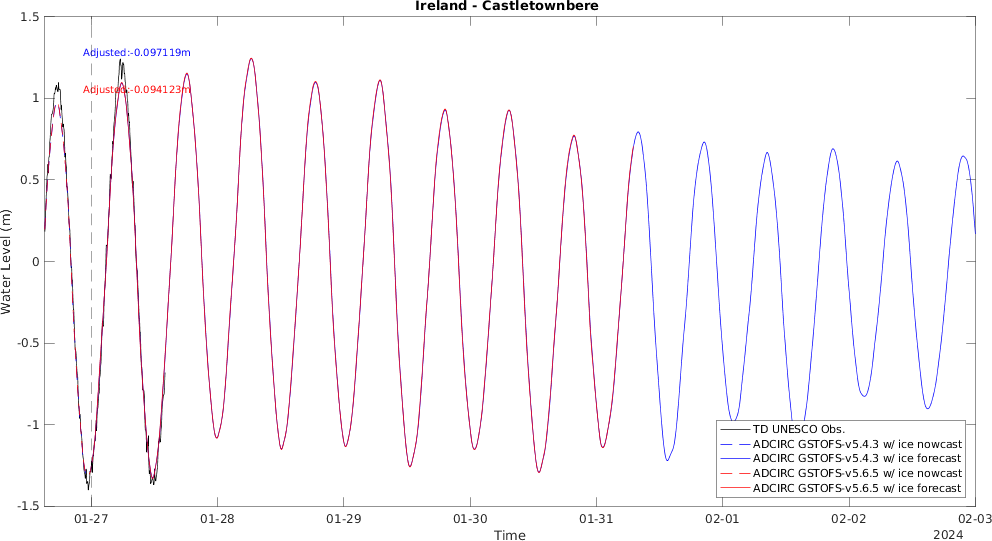 Ireland - Castletownbere
1.5
Adjusted:-0.097119m
Adjusted:-0.094123m
1
0.5
0
-0.5
-1
-1.5
Water Level (m)
TD UNESCO Obs.
ADCIRC GSTOFS-v5.4.3 w/ ice nowcast
ADCIRC GSTOFS-v5.4.3 w/ ice forecast
ADCIRC GSTOFS-v5.6.5 w/ ice nowcast
ADCIRC GSTOFS-v5.6.5 w/ ice forecast
01-27 01-28 01-29 01-30 01-31 02-01 02-02 02-03
Time
2024